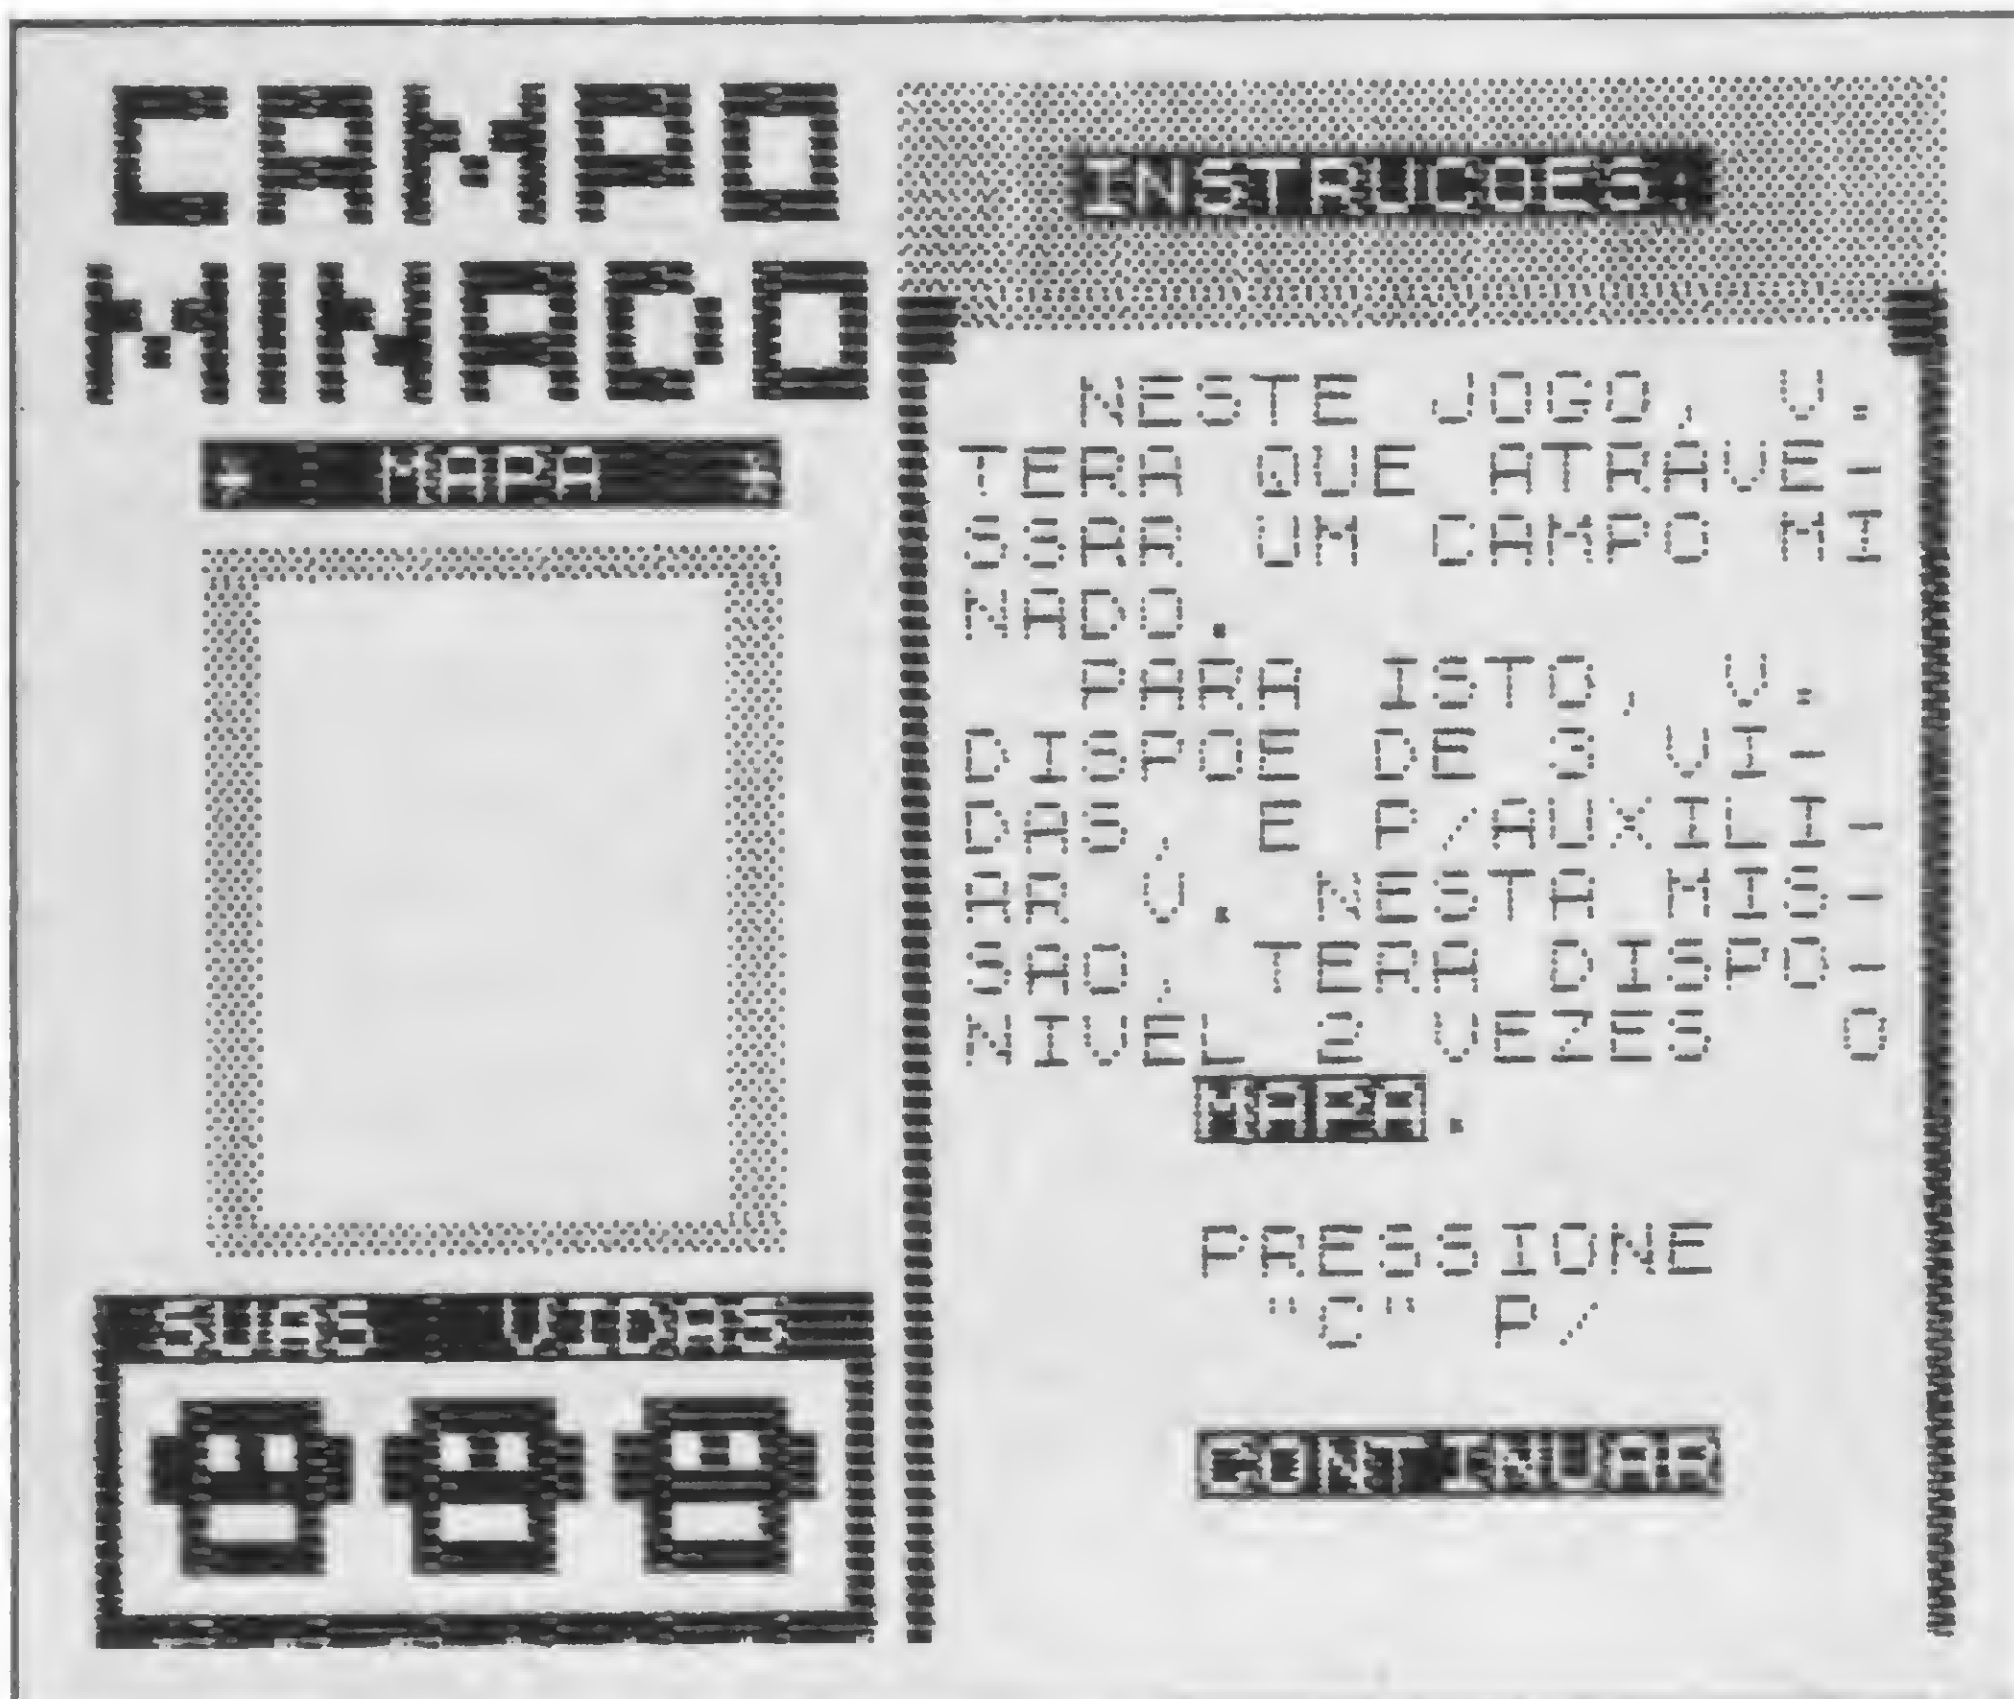 CAMPO
MINADO
* MAPA *
SUAS VIDAS
INSTRUCOES:
NESTE JOGO, V.
TERA QUE ATRAVE-
SSAR UM CAMPO MI
NADO.
PARA ISTO, V.
DISPOE DE 3 VI-
DAS, E P/AUXILI-
AR V. NESTA MIS-
SAO, TERA DISPO-
NIVEL 2 VEZES O
MAPA.
PRESSIONE
"C" P/
CONTINUAR